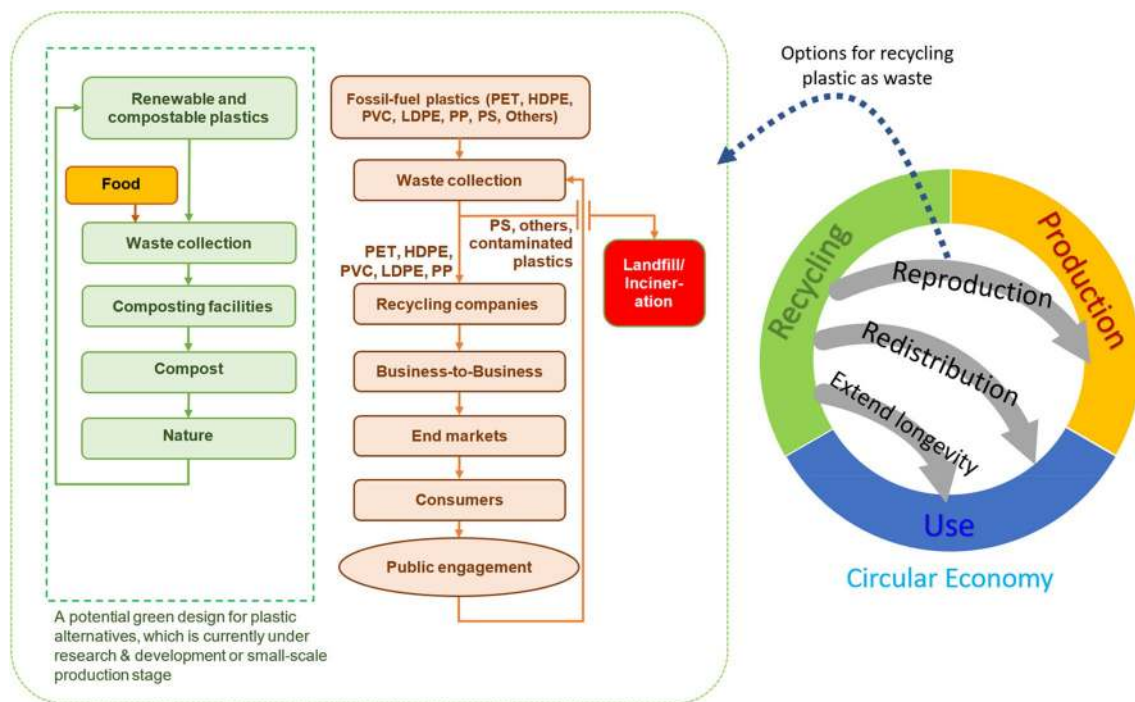 Renewable and
compostable plastics
Food
Waste collection
Composting facilities
Compost
Nature
A potential green design for plastic
alternatives, which is currently under
research & development or small-scale
production stage
Fossil-fuel plastics (PET, HDPE,
PVC, LDPE, PP, PS, Others)
Waste collection
PS, others,
contaminated
plastics
PET, HDPE,
PVC, LDPE, PP
Landfill/
Inciner-
ation
Recycling companies
Business-to-Business
End markets
Consumers
Public engagement
Options for recycling
plastic as waste
Recycling
Production
Reproduction
Redistribution
Extend longevity
Use
Circular Economy